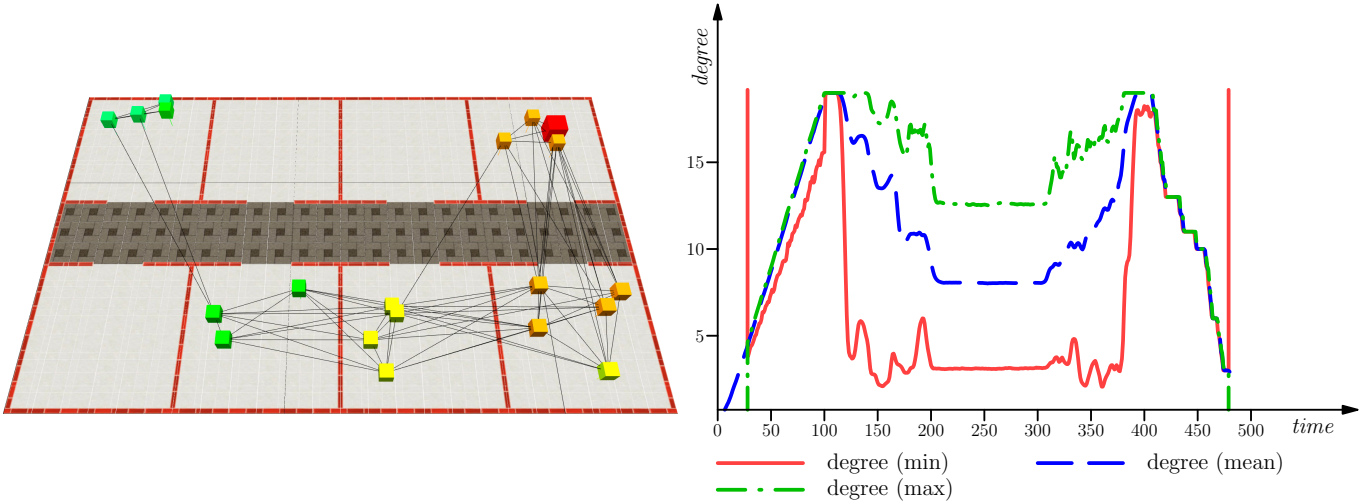 degree
15
10
5
0 50 100 150 200 250 300 350 400 450 500 time
degree (min) degree (mean)
degree (max)